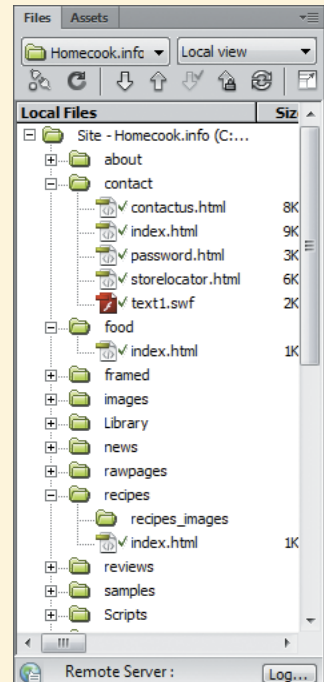 Files Assets
Homecook.info Local view
Local Files Siz
Site - Homecook.info (C:...
about
contact
contactus.html 8K
index.html 9K
password.html 3K
storelocator.html 6K
text1.swf 2K
food
index.html 1K
framed
images
Library
news
rawpages
recipes
recipes_images
index.html 1K
reviews
samples
Scripts
Remote Server : Log...